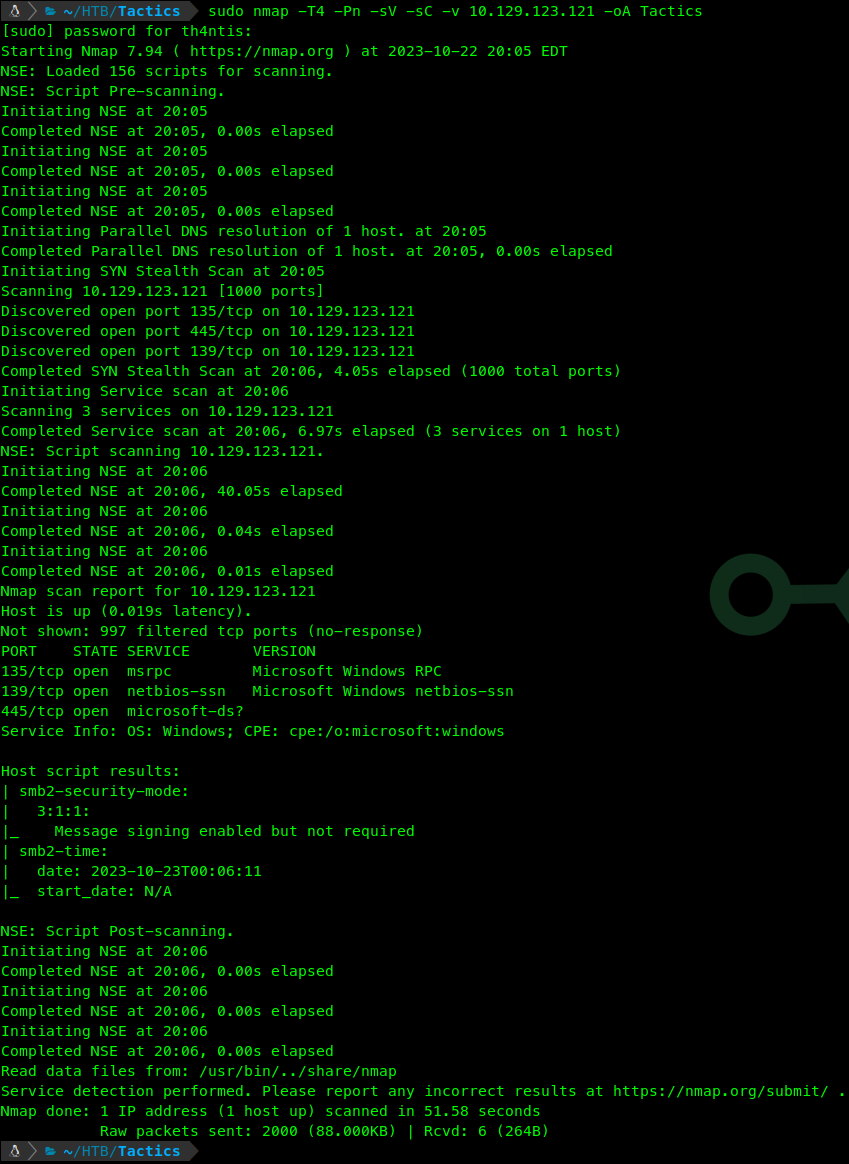 ~/HTB/Tactics sudo nmap -T4 -Pn -sV -sC -v 10.129.123.121 -oA Tactics
[sudo] password for th4ntis:
Starting Nmap 7.94 ( https://nmap.org ) at 2023-10-22 20:05 EDT
NSE: Loaded 156 scripts for scanning.
NSE: Script Pre-scanning.
Initiating NSE at 20:05
Completed NSE at 20:05, 0.00s elapsed
Initiating NSE at 20:05
Completed NSE at 20:05, 0.00s elapsed
Initiating NSE at 20:05
Completed NSE at 20:05, 0.00s elapsed
Initiating Parallel DNS resolution of 1 host. at 20:05
Completed Parallel DNS resolution of 1 host. at 20:05, 0.00s elapsed
Initiating SYN Stealth Scan at 20:05
Scanning 10.129.123.121 [1000 ports]
Discovered open port 135/tcp on 10.129.123.121
Discovered open port 445/tcp on 10.129.123.121
Discovered open port 139/tcp on 10.129.123.121
Completed SYN Stealth Scan at 20:06, 4.05s elapsed (1000 total ports)
Initiating Service scan at 20:06
Scanning 3 services on 10.129.123.121
Completed Service scan at 20:06, 6.97s elapsed (3 services on 1 host)
NSE: Script scanning 10.129.123.121.
Initiating NSE at 20:06
Completed NSE at 20:06, 40.05s elapsed
Initiating NSE at 20:06
Completed NSE at 20:06, 0.04s elapsed
Initiating NSE at 20:06
Completed NSE at 20:06, 0.01s elapsed
Nmap scan report for 10.129.123.121
Host is up (0.019s latency).
Not shown: 997 filtered tcp ports (no-response)
PORT    STATE SERVICE       VERSION
135/tcp open  msrpc         Microsoft Windows RPC
139/tcp open  netbios-ssn   Microsoft Windows netbios-ssn
445/tcp open  microsoft-ds?
Service Info: OS: Windows; CPE: cpe:/o:microsoft:windows

Host script results:
| smb2-security-mode:
|   3:1:1:
|_    Message signing enabled but not required
| smb2-time:
|   date: 2023-10-23T00:06:11
|_  start_date: N/A

NSE: Script Post-scanning.
Initiating NSE at 20:06
Completed NSE at 20:06, 0.00s elapsed
Initiating NSE at 20:06
Completed NSE at 20:06, 0.00s elapsed
Initiating NSE at 20:06
Completed NSE at 20:06, 0.00s elapsed
Read data files from: /usr/bin/../share/nmap
Service detection performed. Please report any incorrect results at https://nmap.org/submit/ .
Nmap done: 1 IP address (1 host up) scanned in 51.58 seconds
           Raw packets sent: 2000 (88.000KB) | Rcvd: 6 (264B)
~/HTB/Tactics